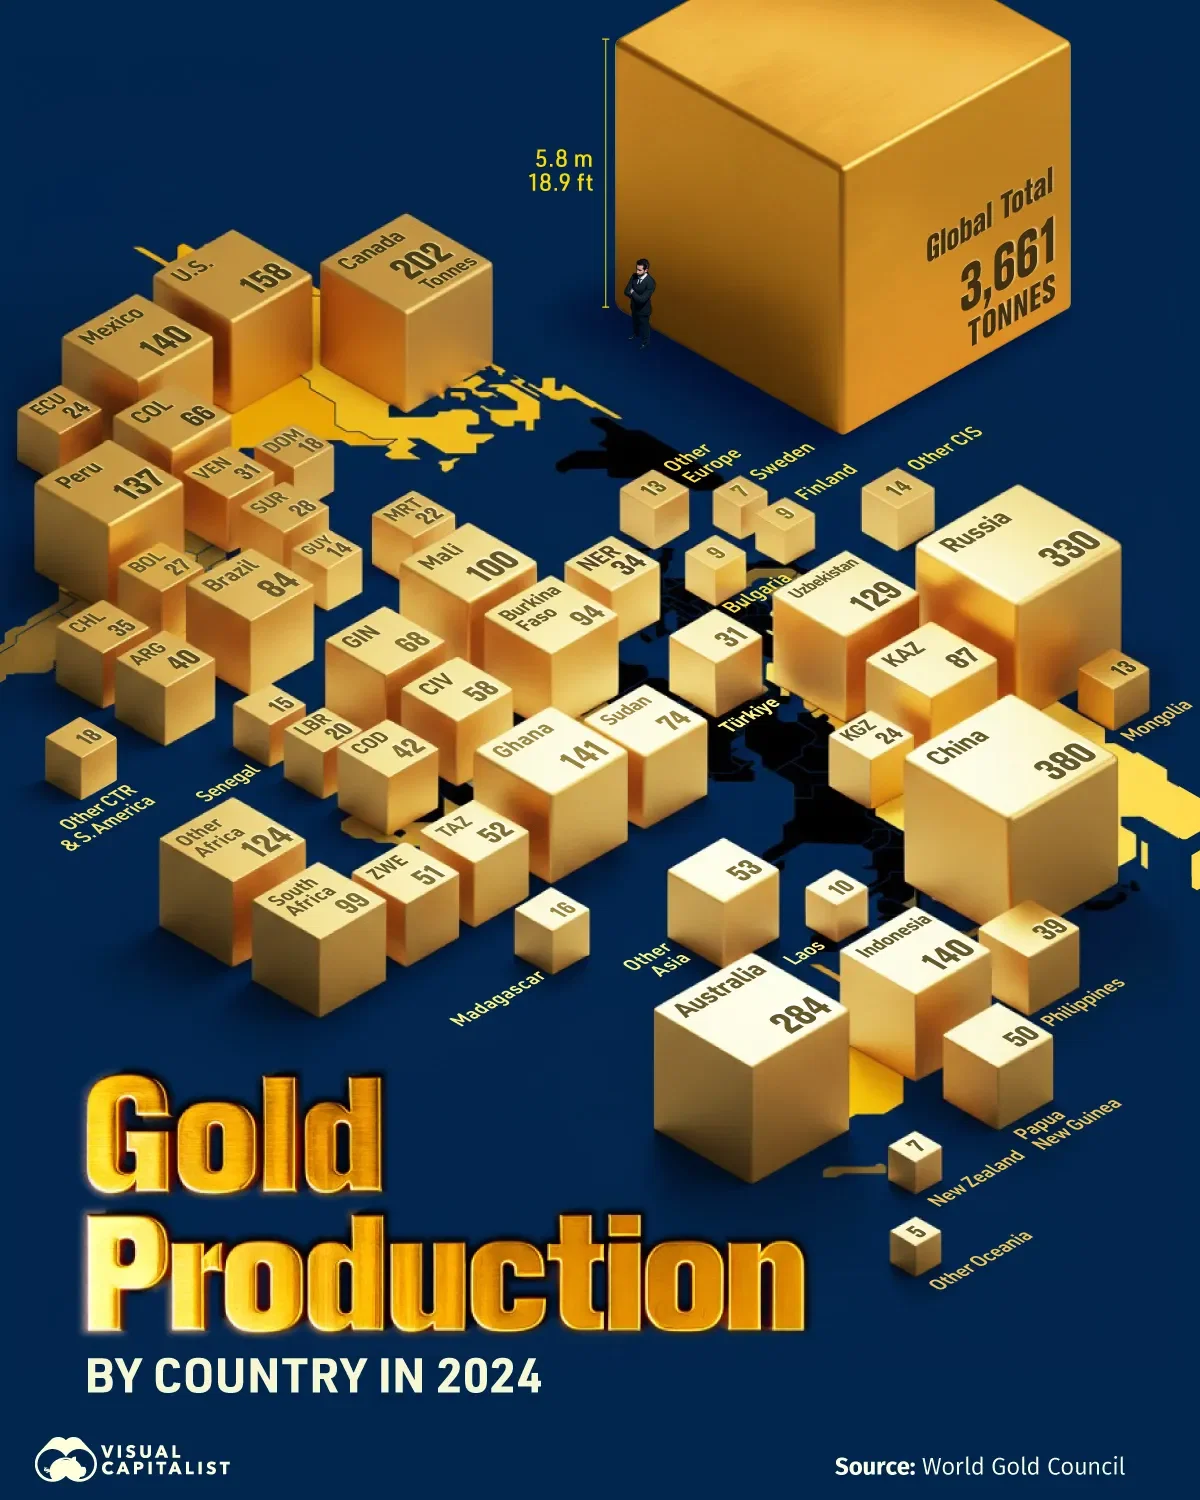 5.8 m
18.9 ft
Global Total
3,661
TONNES
Canada
202
Tonnes
U.S.
158
Mexico
140
ECU
24
COL
66
DOM
18
Peru
137
VEN
31
SUR
28
GUY
14
BOL
27
Brazil
84
CHL
35
ARG
40
18
Other CTR
& S. America
MRT
22
Mali
100
NER
34
Burkina
Faso
94
GIN
68
CIV
58
15
Senegal
LBR
20
COD
42
Ghana
141
Sudan
74
Other
Africa
124
South
Africa
99
ZWE
51
TAZ
52
16
Madagascar
13
Other
Europe
7
Sweden
9
Finland
9
Bulgaria
14
Other CIS
Russia
330
Uzbekistan
129
31
Türkiye
KAZ
87
KGZ
24
13
Mongolia
China
380
53
Other
Asia
10
Laos
Indonesia
140
39
Philippines
Australia
284
50
Papua
New Guinea
7
New Zealand
5
Other Oceania
Gold
Production
BY COUNTRY IN 2024
VISUAL
CAPITALIST
Source: World Gold Council